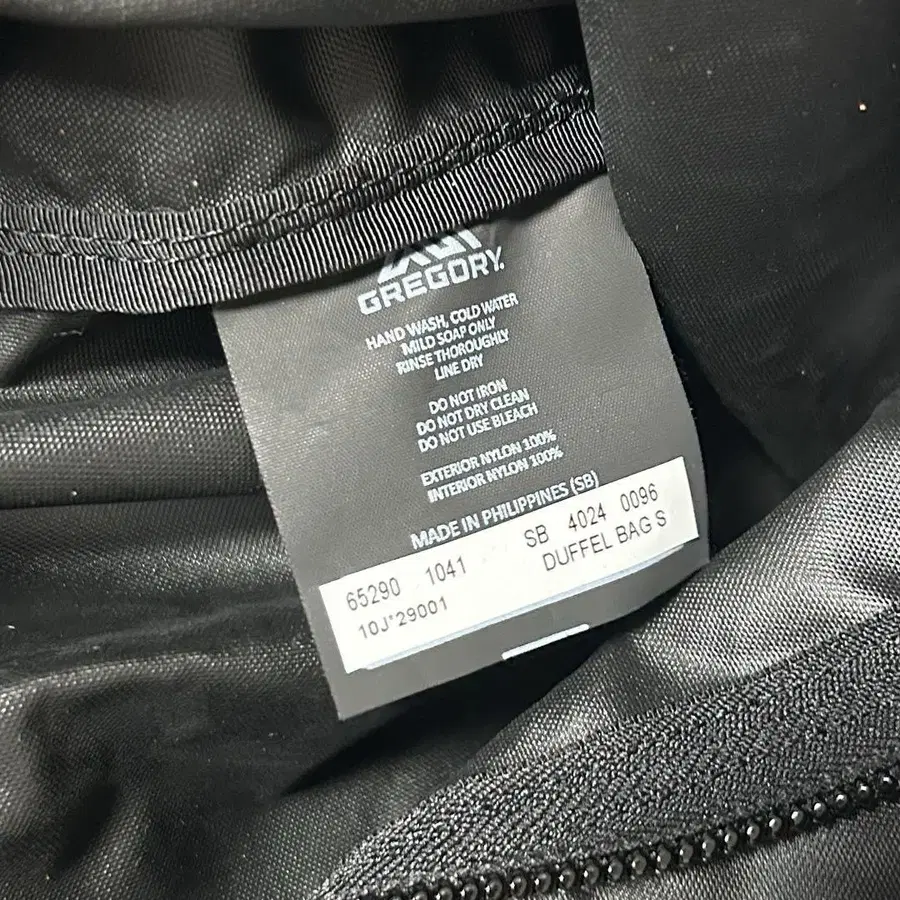 GREGORY.
HAND WASH, COLD WATER
MILD SOAP ONLY
RINSE THOROUGHLY
LINE DRY
DO NOT IRON
DO NOT DRY CLEAN
DO NOT USE BLEACH
EXTERIOR NYLON 100%
INTERIOR NYLON 100%
MADE IN PHILIPPINES (SB)
65290 1041 SB 4024 0096
10J*29001 DUFFEL BAG S